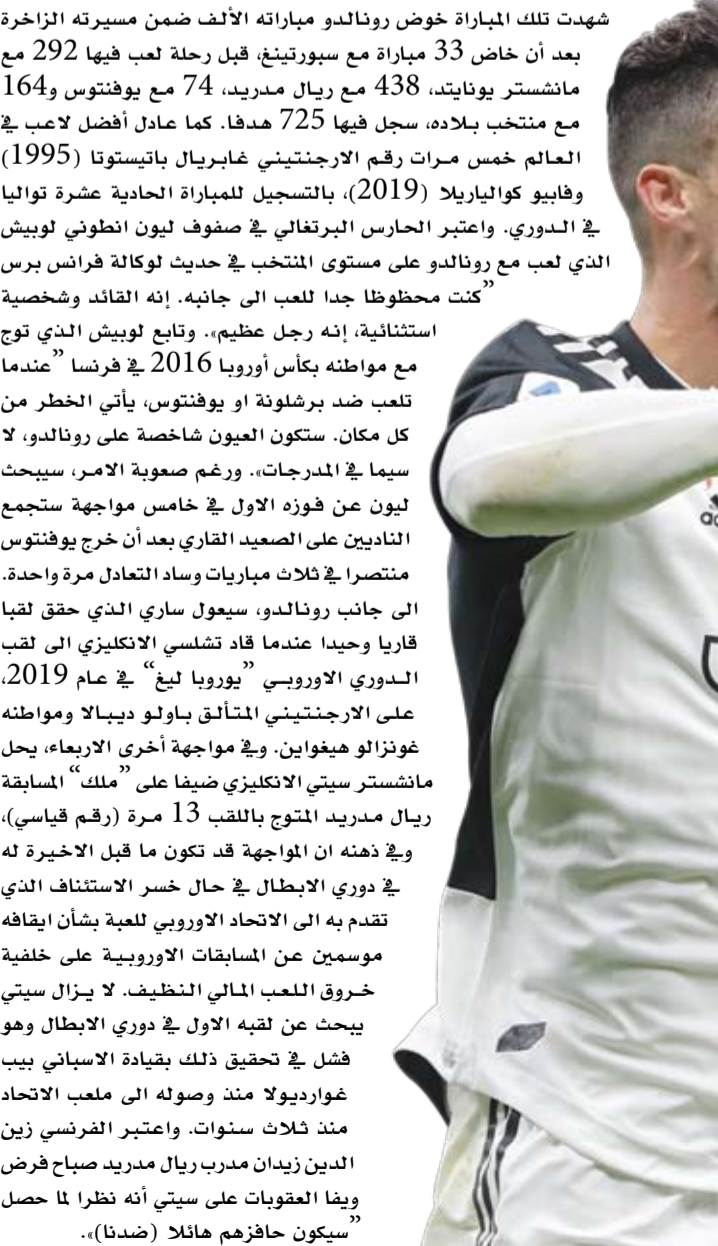 شهدت تلك المباراة خوض رونالدو مباراته الألف ضمن مسيرته الزاخرة
بعد أن خاض 33 مباراة مع سبورتينغ، قبل رحلة لعب فيها 292 مع
مانشستر يونايتد، 438 مع ريال مدريد، 74 مع يوفنتوس و164
مع منتخب بلاده، سجل فيها 725 هدفا. كما عادل أفضل لاعب في
العالم خمس مرات رقم الارجنتيني غابريال باتيستوتا (1995)
وفابيو كوالياريلا (2019)، بالتسجيل للمباراة الحادية عشرة تواليا
في الدوري. واعتبر الحارس البرتغالي في صفوف ليون انطوني لوبيش
الذي لعب مع رونالدو على مستوى المنتخب في حديث لوكالة فرانس برس
”كنت محظوظا جدا للعب الى جانبه. إنه القائد وشخصية
استثنائية، إنه رجل عظيم». وتابع لوبيش الذي توج
مع مواطنه بكأس أوروبا 2016 في فرنسا ”عندما
تلعب ضد برشلونة او يوفنتوس، يأتي الخطر من
كل مكان. ستكون العيون شاخصة على رونالدو، لا
سيما في المدرجات». ورغم صعوبة الامر، سيبحث
ليون عن فوزه الاول في خامس مواجهة ستجمع
الناديين على الصعيد القاري بعد أن خرج يوفنتوس
منتصرا في ثلاث مباريات وساد التعادل مرة واحدة.
الى جانب رونالدو، سيعول ساري الذي حقق لقبا
قاريا وحيدا عندما قاد تشلسي الانكليزي الى لقب
الدوري الاوروبي ”يوروبا ليغ“ في عام 2019،
على الارجنتيني المتألق باولو ديبالا ومواطنه
غونزالو هيغواين. وفي مواجهة أخرى الاربعاء، يحل
مانشستر سيتي الانكليزي ضيفا على ”ملك“ المسابقة
ريال مدريد المتوج باللقب 13 مرة (رقم قياسي)،
وفي ذهنه ان المواجهة قد تكون ما قبل الاخيرة له
في دوري الابطال في حال خسر الاستئناف الذي
تقدم به الى الاتحاد الاوروبي للعبة بشأن ايقافه
موسمين عن المسابقات الاوروبية على خلفية
خروق اللعب المالي النظيف. لا يزال سيتي
يبحث عن لقبه الاول في دوري الابطال وهو
فشل في تحقيق ذلك بقيادة الاسباني بيب
غوارديولا منذ وصوله الى ملعب الاتحاد
منذ ثلاث سنوات. واعتبر الفرنسي زين
الدين زيدان مدرب ريال مدريد صباح فرض
ويفا العقوبات على سيتي أنه نظرا لما حصل
”سيكون حافزهم هائلا (ضدنا)».